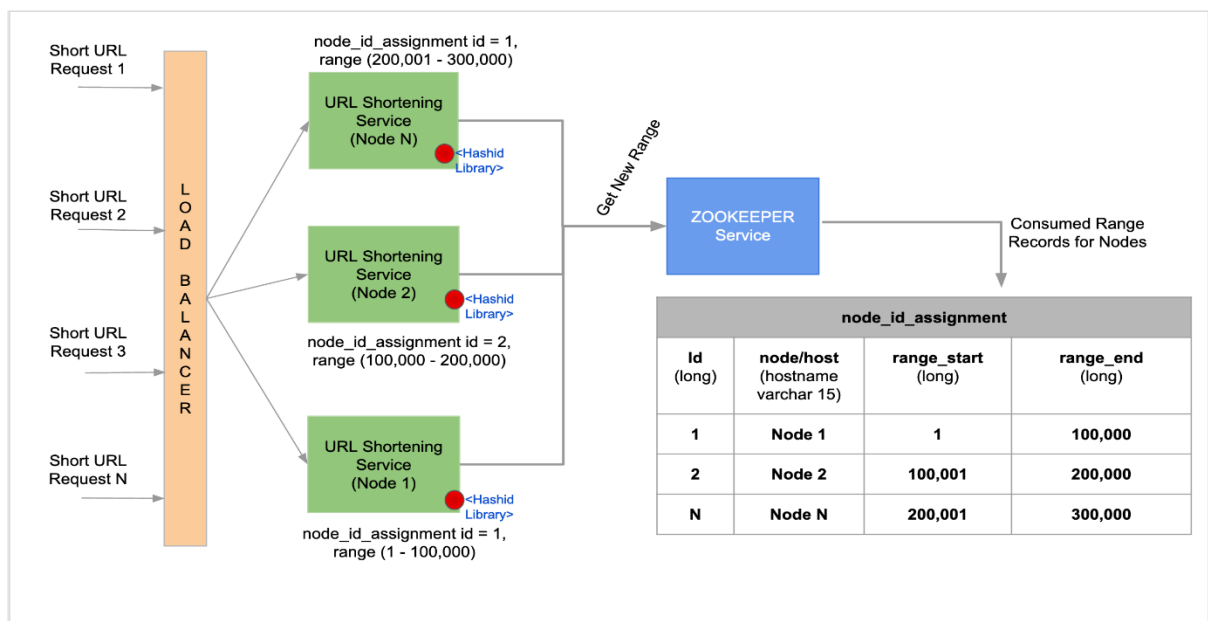 Short URL
Request 1
Short URL
Request 2
Short URL
Request 3
Short URL
Request N
LOAD BALANCER
node_id_assignment id = 1,
range (200,001 - 300,000)
URL Shortening
Service
(Node N)
<Hashid
Library>
URL Shortening
Service
(Node 2)
<Hashid
Library>
node_id_assignment id = 2,
range (100,000 - 200,000)
URL Shortening
Service
(Node 1)
<Hashid
Library>
node_id_assignment id = 1,
range (1 - 100,000)
Get New Range
ZOOKEEPER
Service
Consumed Range
Records for Nodes
node_id_assignment
Id node/host range_start range_end
(long) (hostname (long) (long)
varchar 15)
1 Node 1 1 100,000
2 Node 2 100,001 200,000
N Node N 200,001 300,000